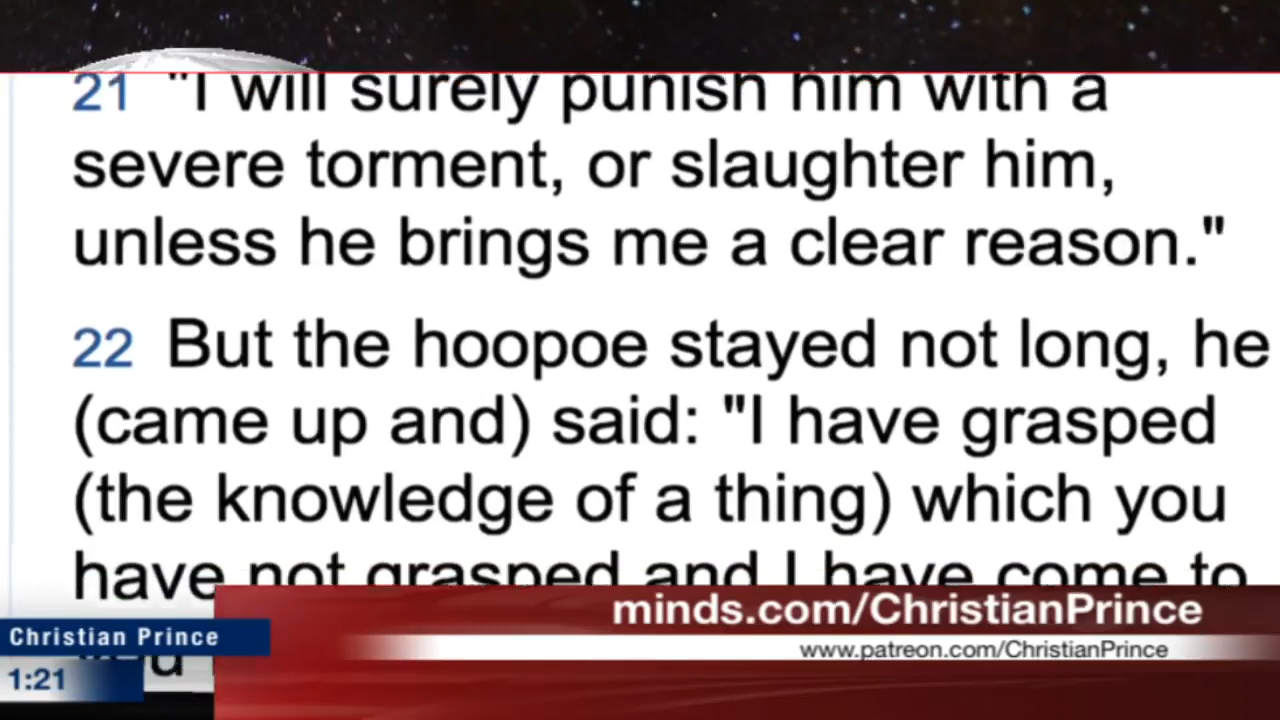 21 "I will surely punish him with a
severe torment, or slaughter him,
unless he brings me a clear reason."
22 But the hoopoe stayed not long, he
(came up and) said: "I have grasped
(the knowledge of a thing) which you
have not grasped and I have come to
minds.com/ChristianPrince
Christian Prince
www.patreon.com/ChristianPrince
1:21